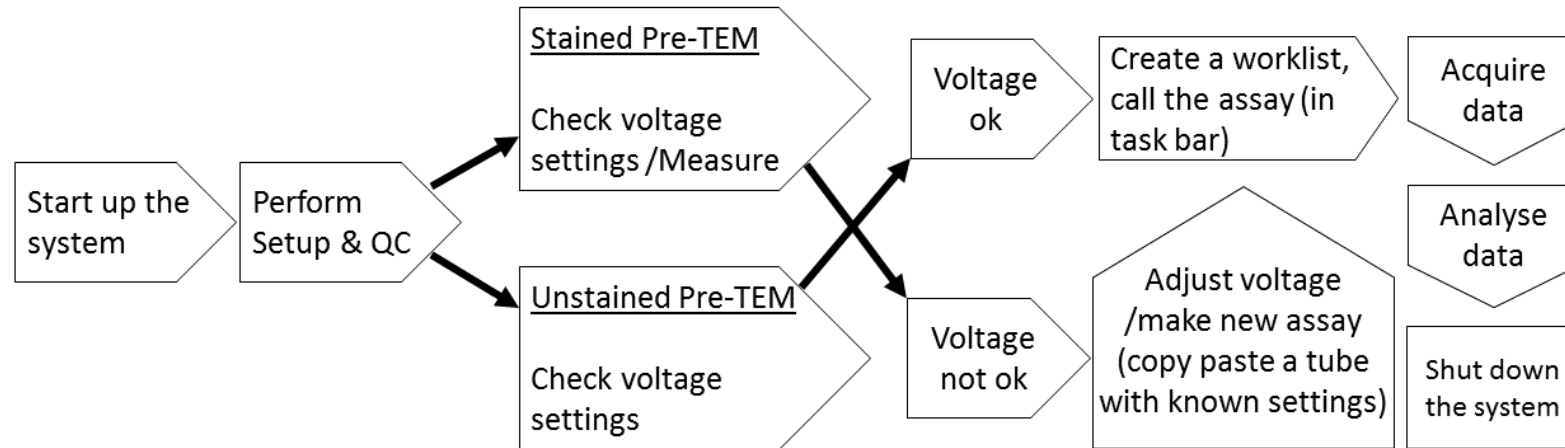 Start up the
system
Perform
Setup & QC
Stained Pre-TEM
Check voltage
settings /Measure
Unstained Pre-TEM
Check voltage
settings
Voltage
ok
Voltage
not ok
Create a worklist,
call the assay (in
task bar)
Adjust voltage
/make new assay
(copy paste a tube
with known settings)
Acquire
data
Analyse
data
Shut down
the system